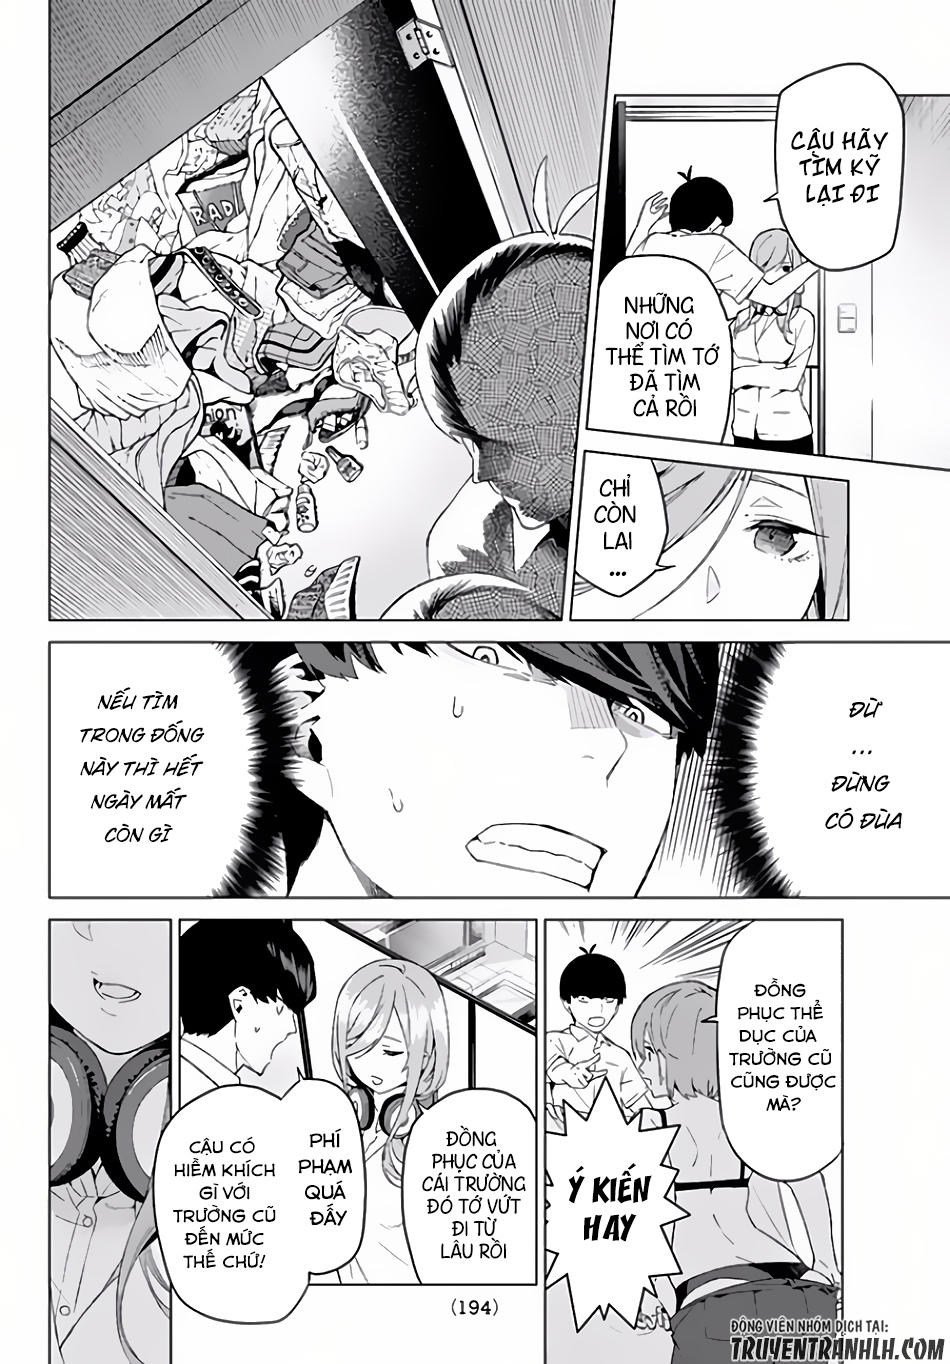 CẬU HÃY
TÌM KỸ
LẠI ĐI
NHỮNG
NƠI CÓ
THỂ TÌM TỚ
ĐÃ TÌM
CẢ RỒI
RAD
nion
CHỈ
CÒN
LẠI
...
ĐỪ
...
ĐỪNG
CÓ ĐÙA
NẾU TÌM
TRONG ĐỐNG
NÀY THÌ HẾT
NGÀY MẤT
CÒN GÌ
ĐỒNG
PHỤC THỂ
DỤC CỦA
TRƯỜNG CŨ
CŨNG ĐƯỢC
MÀ?
Ý KIẾN
HAY
ĐỒNG
PHỤC CỦA
CÁI TRƯỜNG
ĐÓ TỚ VỨT
ĐI TỪ
LÂU RỒI
PHÍ
PHẠM
QUÁ
ĐẤY
CẬU CÓ
HIỀM KHÍCH
GÌ VỚI
TRƯỜNG CŨ
ĐẾN MỨC
THẾ CHỨ!
(194)
ĐỘNG VIÊN NHÓM DỊCH TẠI:
TRUYENTRANHLH.COM